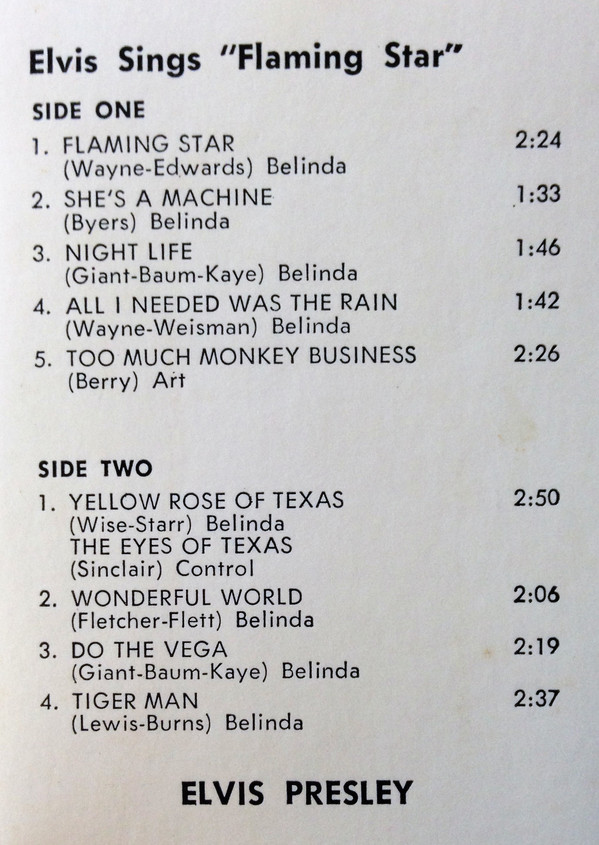 Elvis Sings "Flaming Star"
SIDE ONE
1. FLAMING STAR 2:24
(Wayne-Edwards) Belinda
2. SHE'S A MACHINE 1:33
(Byers) Belinda
3. NIGHT LIFE 1:46
(Giant-Baum-Kaye) Belinda
4. ALL I NEEDED WAS THE RAIN 1:42
(Wayne-Weisman) Belinda
5. TOO MUCH MONKEY BUSINESS 2:26
(Berry) Art
SIDE TWO
1. YELLOW ROSE OF TEXAS 2:50
(Wise-Starr) Belinda
THE EYES OF TEXAS
(Sinclair) Control
2. WONDERFUL WORLD 2:06
(Fletcher-Flett) Belinda
3. DO THE VEGA 2:19
(Giant-Baum-Kaye) Belinda
4. TIGER MAN 2:37
(Lewis-Burns) Belinda
ELVIS PRESLEY